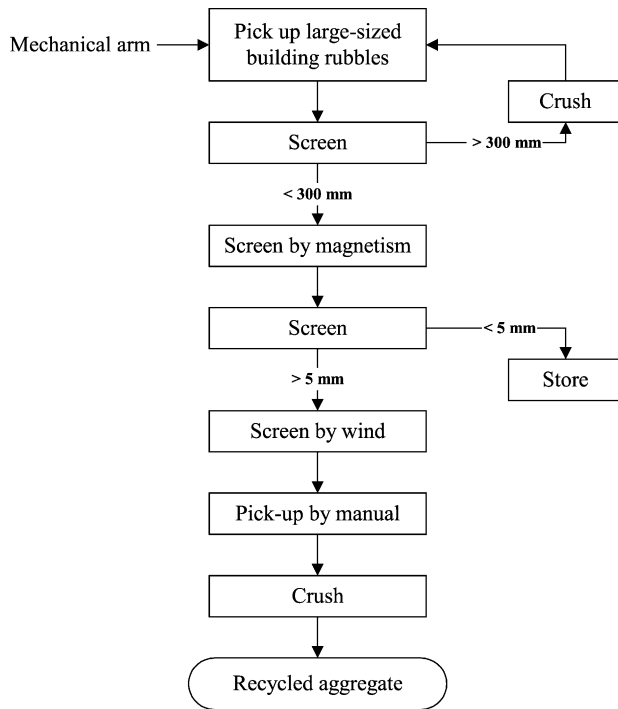 Mechanical arm
Pick up large-sized
building rubbles
Crush
Screen
> 300 mm
< 300 mm
Screen by magnetism
Screen
< 5 mm
> 5 mm
Store
Screen by wind
Pick-up by manual
Crush
Recycled aggregate